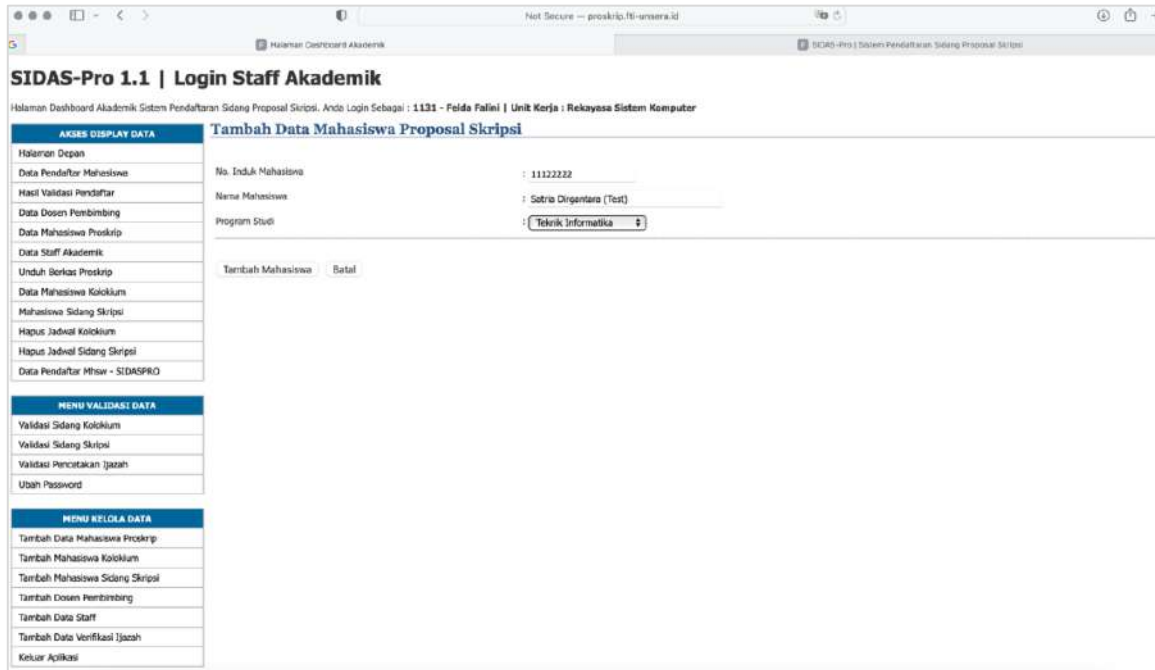 Not Secure — proskrip.fti-unsera.id
Halaman Dashboard Akademik
SIDAS-Pro | Sistem Pendaftaran Sidang Proposal Skripsi
SIDAS-Pro 1.1 | Login Staff Akademik
Halaman Dashboard Akademik Sistem Pendaftaran Sidang Proposal Skripsi. Anda Login Sebagai : 1131 - Felda Falini | Unit Kerja : Rekayasa Sistem Komputer
AKSES DISPLAY DATA
Halaman Depan
Data Pendaftar Mahasiswa
Hasil Validasi Pendaftar
Data Dosen Pembimbing
Data Mahasiswa Proskrip
Data Staff Akademik
Unduh Berkas Proskrip
Data Mahasiswa Kolokium
Mahasiswa Sidang Skripsi
Hapus Jadwal Kolokium
Hapus Jadwal Sidang Skripsi
Data Pendaftar Mhsw - SIDASPRO
MENU VALIDASI DATA
Validasi Sidang Kolokium
Validasi Sidang Skripsi
Validasi Pencetakan Ijazah
Ubah Password
MENU KELOLA DATA
Tambah Data Mahasiswa Proskrip
Tambah Mahasiswa Kolokium
Tambah Mahasiswa Sidang Skripsi
Tambah Dosen Pembimbing
Tambah Data Staff
Tambah Data Verifikasi Ijazah
Keluar Aplikasi
Tambah Data Mahasiswa Proposal Skripsi
No. Induk Mahasiswa : 11122222
Nama Mahasiswa : Satria Dirgantara (Test)
Program Studi : Teknik Informatika
Tambah Mahasiswa Batal